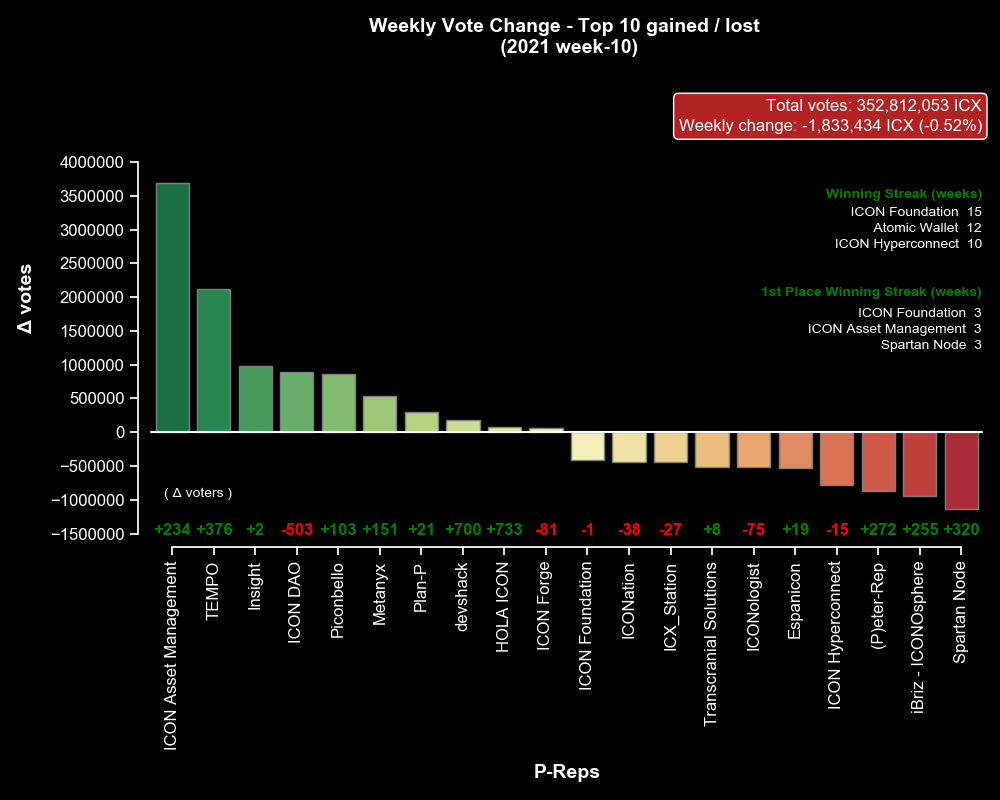 Weekly Vote Change - Top 10 gained / lost
(2021 week-10)
Total votes: 352,812,053 ICX
Weekly change: -1,833,434 ICX (-0.52%)
Winning Streak (weeks)
ICON Foundation 15
Atomic Wallet 12
ICON Hyperconnect 10
1st Place Winning Streak (weeks)
ICON Foundation 3
ICON Asset Management 3
Spartan Node 3
Δ votes
4000000
3500000
3000000
2500000
2000000
1500000
1000000
500000
0
−500000
−1000000
−1500000
( Δ voters )
+234 +376 +2 -503 +103 +151 +21 +700 +733 -81 -1 -38 -27 +8 -75 +19 -15 +272 +255 +320
ICON Asset Management
TEMPO
Insight
ICON DAO
Piconbello
Metanyx
Plan-P
devshack
HOLA ICON
ICON Forge
ICON Foundation
ICONation
ICX_Station
Transcranial Solutions
ICONologist
Espanicon
ICON Hyperconnect
(P)eter-Rep
iBriz - ICONOsphere
Spartan Node
P-Reps